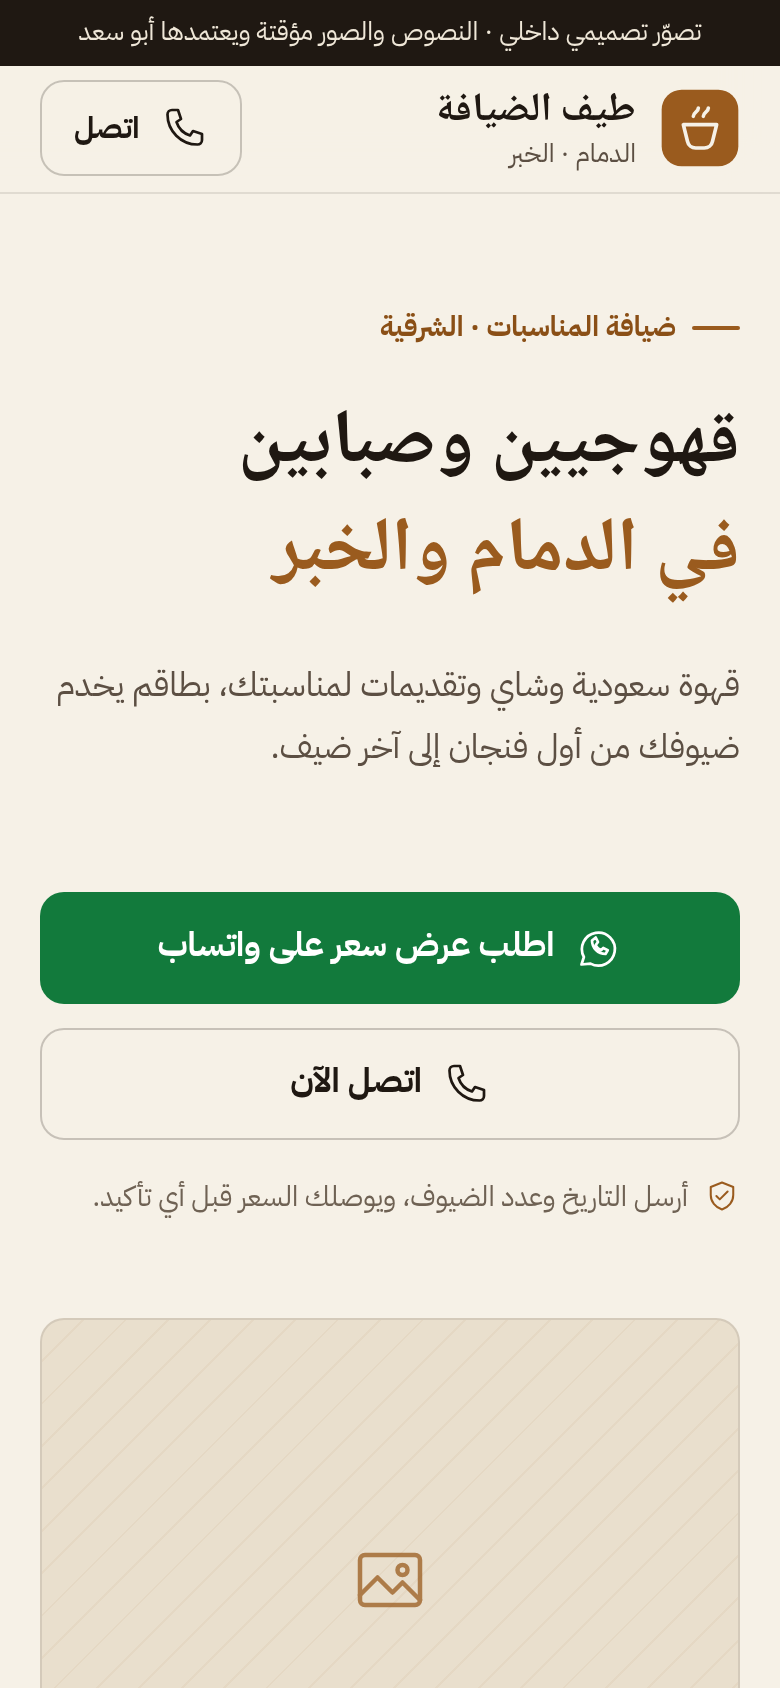 تصوّر تصميمي داخلي · النصوص والصور مؤقتة ويعتمدها أبو سعد
طيف الضيافة
الدمام · الخبر
اتصل
ضيافة المناسبات · الشرقية
قهوجيين وصبابين
في الدمام والخبر
قهوة سعودية وشاي وتقديمات لمناسبتك، بطاقم يخدم
ضيوفك من أول فنجان إلى آخر ضيف.
اطلب عرض سعر على واتساب
اتصل الآن
أرسل التاريخ وعدد الضيوف، ويوصلك السعر قبل أي تأكيد.